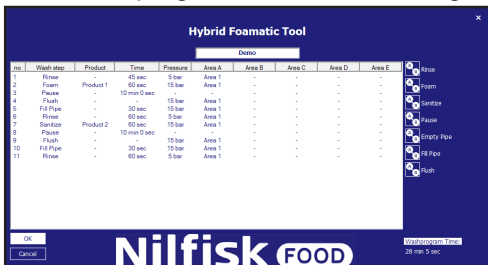 Hybrid Foamatic Tool
Demo
no Wash step Product Time Pressure Area A Area B Area C Area D Area E
1 Rinse - 45 sec 5 bar Area 1 - - - -
2 Foam Product 1 60 sec 15 bar Area 1 - - - -
3 Pause - 10 min 0 sec - - - - - -
4 Flush - - 15 bar Area 1 - - - -
5 Fill Pipe - 30 sec 15 bar Area 1 - - - -
6 Rinse - 60 sec 5 bar Area 1 - - - -
7 Sanitize Product 2 60 sec 15 bar Area 1 - - - -
8 Pause - 10 min 0 sec - - - - - -
9 Flush - - 15 bar Area 1 - - - -
10 Fill Pipe - 30 sec 15 bar Area 1 - - - -
11 Rinse - 60 sec 5 bar Area 1 - - - -
Rinse
Foam
Sanitize
Pause
Empty Pipe
Fill Pipe
Flush
OK
Cancel
Nilfisk FOOD
Washprogram Time:
28 min 5 sec